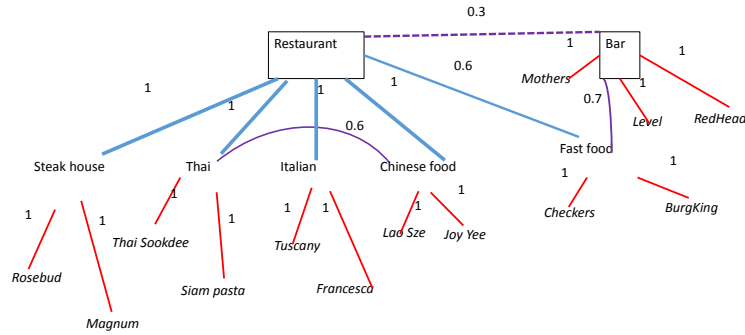 0.3
Restaurant
1
Bar
1
0.6
Mothers
1
1
1
1
1
0.7
Level
RedHead
0.6
Fast food
Steak house
Thai
Italian
Chinese food
1
1
1
Checkers
BurgKing
1
1
1
1
1
1
1
1
Thai Sookdee
Tuscany
Lao Sze
Joy Yee
Rosebud
Siam pasta
Francesca
Magnum